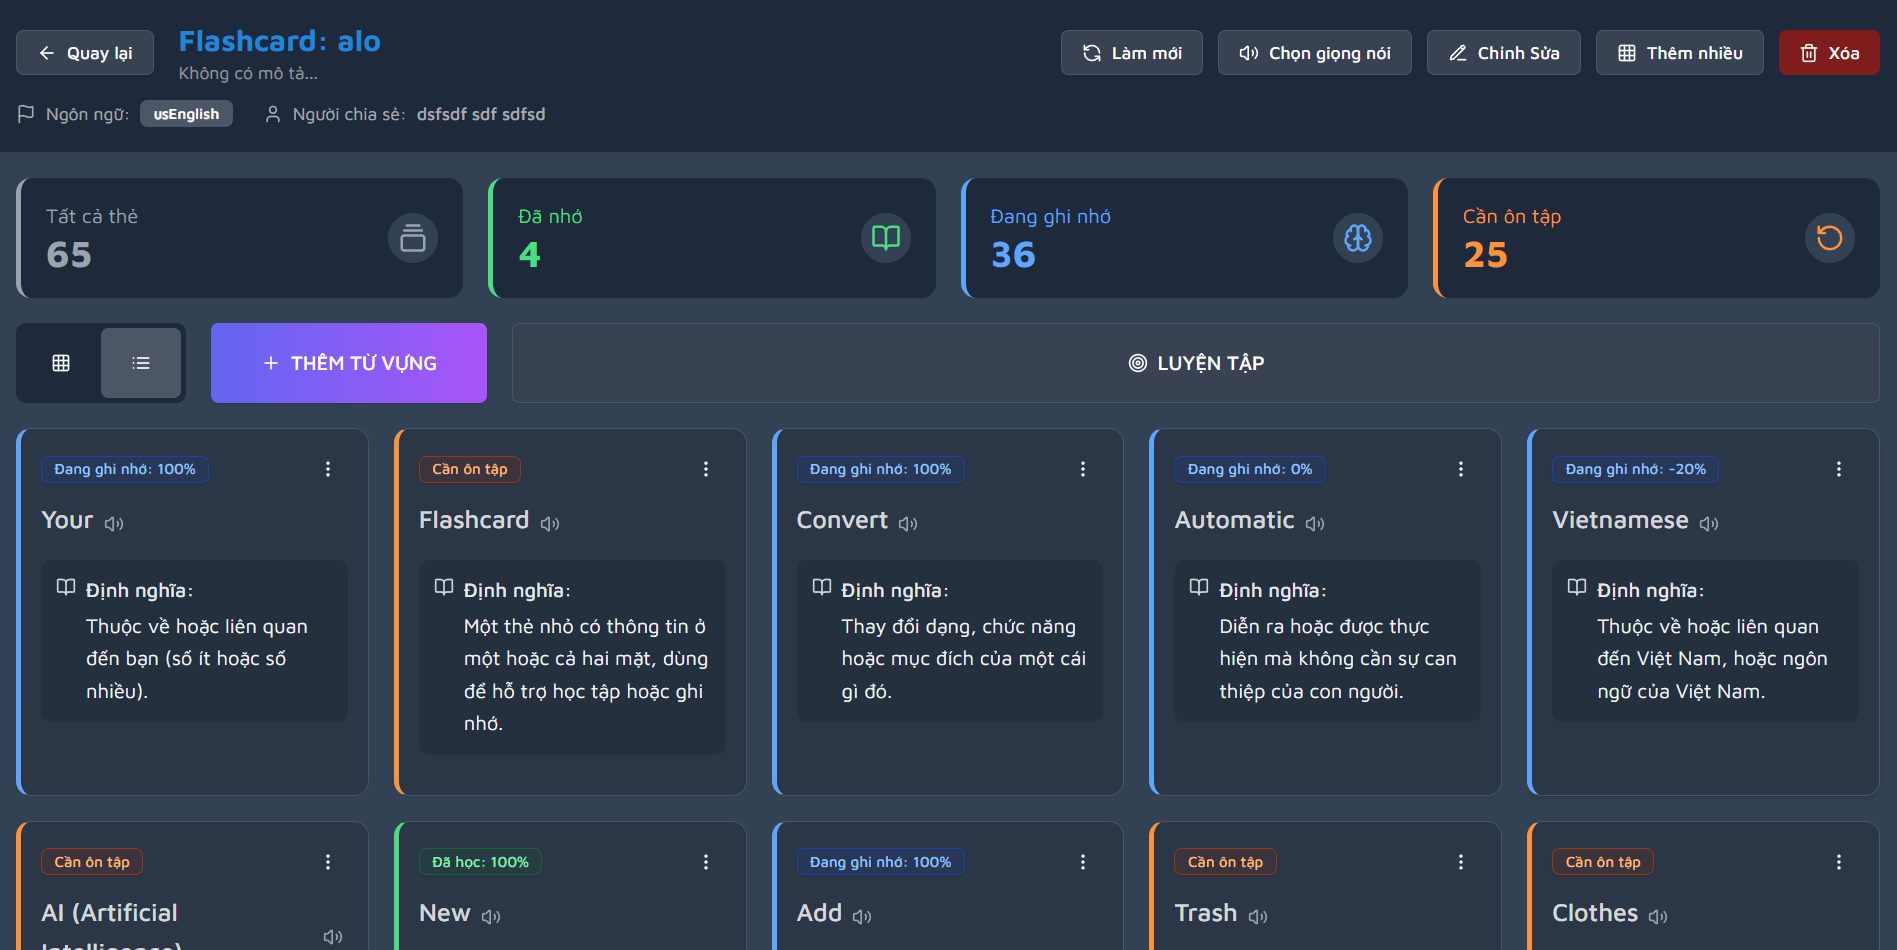 Quay lại
Flashcard: alo
Không có mô tả...
Làm mới
Chọn giọng nói
Chỉnh Sửa
Thêm nhiều
Xóa
Ngôn ngữ: usEnglish
Người chia sẻ: dsfsdf sdf sdfsd
Tất cả thẻ
65
Đã nhớ
4
Đang ghi nhớ
36
Cần ôn tập
25
THÊM TỪ VỰNG
LUYỆN TẬP
Đang ghi nhớ: 100%
Your
Định nghĩa:
Thuộc về hoặc liên quan
đến bạn (số ít hoặc số
nhiều).
Cần ôn tập
Flashcard
Định nghĩa:
Một thẻ nhỏ có thông tin ở
một hoặc cả hai mặt, dùng
để hỗ trợ học tập hoặc ghi
nhớ.
Đang ghi nhớ: 100%
Convert
Định nghĩa:
Thay đổi dạng, chức năng
hoặc mục đích của một cái
gì đó.
Đang ghi nhớ: 0%
Automatic
Định nghĩa:
Diễn ra hoặc được thực
hiện mà không cần sự can
thiệp của con người.
Đang ghi nhớ: -20%
Vietnamese
Định nghĩa:
Thuộc về hoặc liên quan
đến Việt Nam, hoặc ngôn
ngữ của Việt Nam.
Cần ôn tập
AI (Artificial
Intelligence)
Đã học: 100%
New
Đang ghi nhớ: 100%
Add
Cần ôn tập
Trash
Cần ôn tập
Clothes